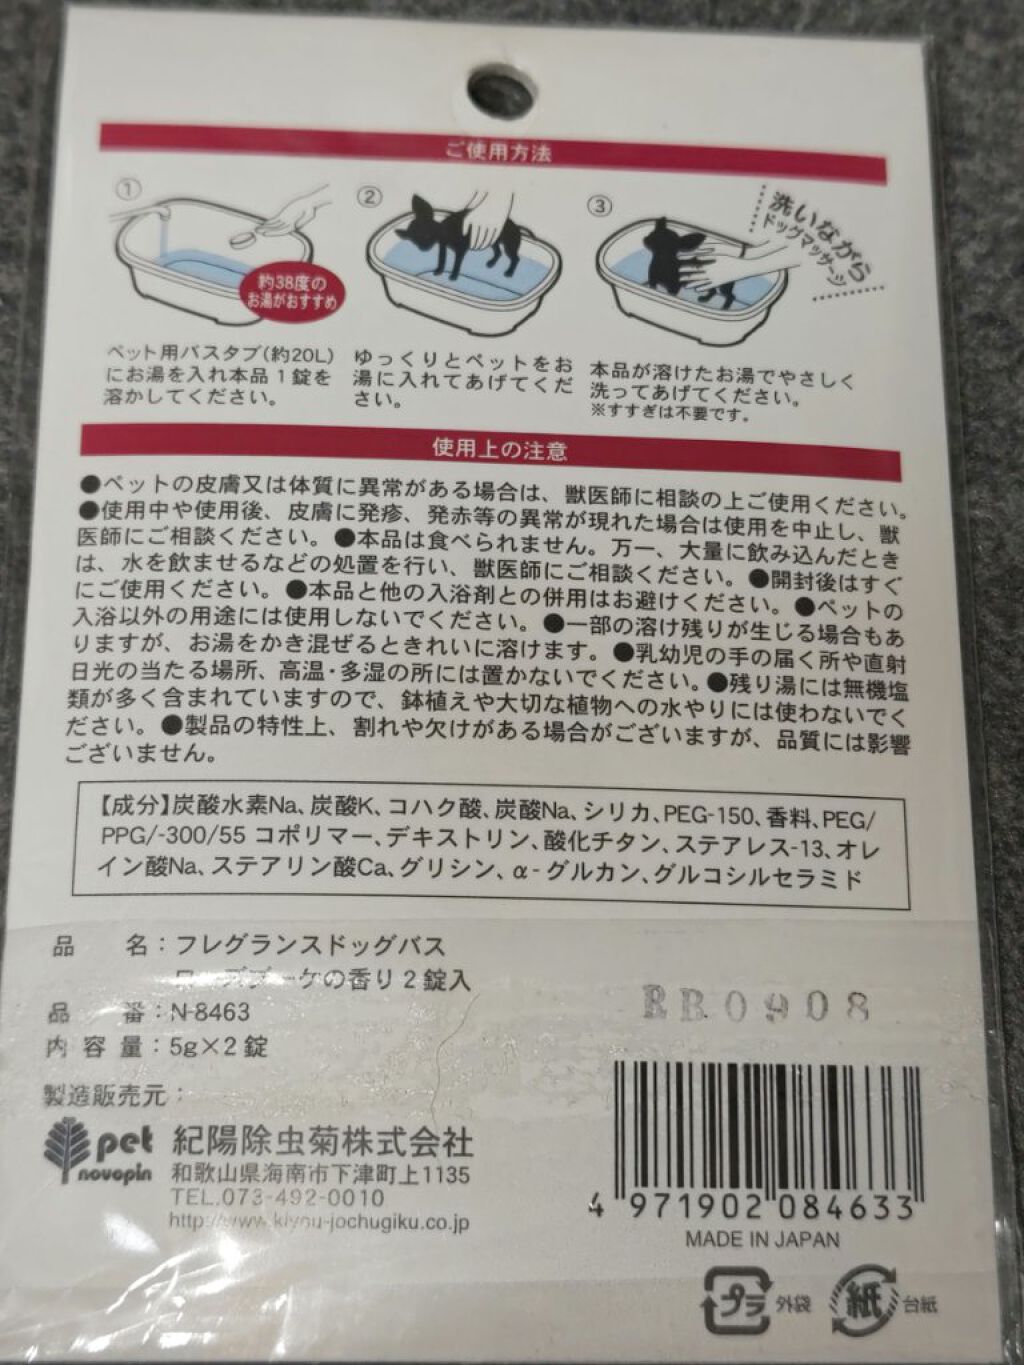 ご使用方法
①
約38度の
お湯がおすすめ
ペット用バスタブ(約20L)
にお湯を入れ本品1錠を
溶かしてください。
②
ゆっくりとペットをお
湯に入れてあげてくだ
さい。
③
洗いながら
ドッグマッサージ
本品が溶けたお湯でやさしく
洗ってあげてください。
※すすぎは不要です。
使用上の注意
●ペットの皮膚又は体質に異常がある場合は、獣医師に相談の上ご使用ください。
●使用中や使用後、皮膚に発疹、発赤等の異常が現れた場合は使用を中止し、獣
医師にご相談ください。●本品は食べられません。万一、大量に飲み込んだとき
は、水を飲ませるなどの処置を行い、獣医師にご相談ください。●開封後はすぐ
にご使用ください。●本品と他の入浴剤との併用はお避けください。●ペットの
入浴以外の用途には使用しないでください。●一部の溶け残りが生じる場合もあ
りますが、お湯をかき混ぜるときれいに溶けます。●乳幼児の手の届く所や直射
日光の当たる場所、高温・多湿の所には置かないでください。●残り湯には無機塩
類が多く含まれていますので、鉢植えや大切な植物への水やりには使わないでく
ださい。●製品の特性上、割れや欠けがある場合がございますが、品質には影響
ございません。
【成分】炭酸水素Na、炭酸K、コハク酸、炭酸Na、シリカ、PEG-150、香料、PEG/
PPG/-300/55 コポリマー、デキストリン、酸化チタン、ステアレス-13、オレ
イン酸Na、ステアリン酸Ca、グリシン、α-グルカン、グルコシルセラミド
品名：フレグランスドッグバス
ローズブーケの香り2錠入
品番：N-8463
内容量：5g×2錠
製造販売元：
pet
novopin
紀陽除虫菊株式会社
和歌山県海南市下津町上1135
TEL.073-492-0010
http://www.kiyou-jochugiku.co.jp
RB0908
4 971902 084633
MADE IN JAPAN
プラ 外袋
紙 台紙